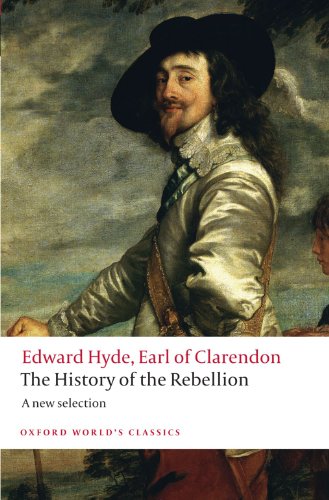 Edward Hyde, Earl of Clarendon
The History of the Rebellion
A new selection
OXFORD WORLD'S CLASSICS